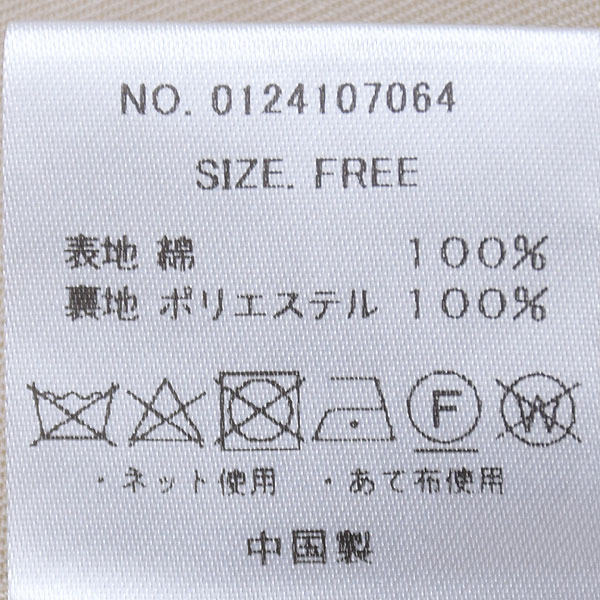 NO. 0124107064
SIZE. FREE
表地 綿 100%
裏地 ポリエステル 100%
F W
・ネット使用 ・あて布使用
中国製